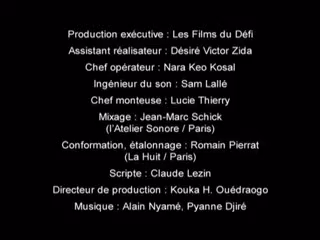 Production exécutive : Les Films du Défi
Assistant réalisateur : Désiré Victor Zida
Chef opérateur : Nara Keo Kosal
Ingénieur du son : Sam Lallé
Chef monteuse : Lucie Thierry
Mixage : Jean-Marc Schick
(l'Atelier Sonore / Paris)
Conformation, étalonnage : Romain Pierrat
(La Huit / Paris)
Scripte : Claude Lezin
Directeur de production : Kouka H. Ouédraogo
Musique : Alain Nyamé, Pyanne Djiré